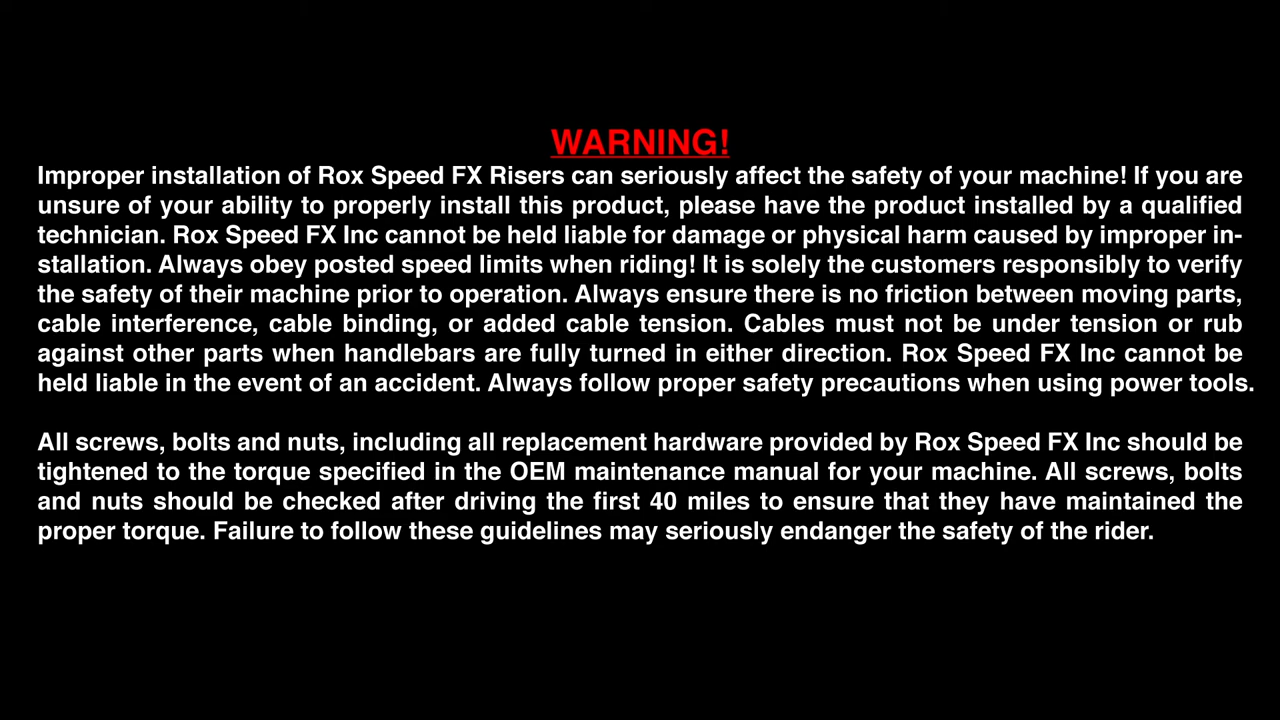 WARNING!
Improper installation of Rox Speed FX Risers can seriously affect the safety of your machine! If you are
unsure of your ability to properly install this product, please have the product installed by a qualified
technician. Rox Speed FX Inc cannot be held liable for damage or physical harm caused by improper in-
stallation. Always obey posted speed limits when riding! It is solely the customers responsibly to verify
the safety of their machine prior to operation. Always ensure there is no friction between moving parts,
cable interference, cable binding, or added cable tension. Cables must not be under tension or rub
against other parts when handlebars are fully turned in either direction. Rox Speed FX Inc cannot be
held liable in the event of an accident. Always follow proper safety precautions when using power tools.
All screws, bolts and nuts, including all replacement hardware provided by Rox Speed FX Inc should be
tightened to the torque specified in the OEM maintenance manual for your machine. All screws, bolts
and nuts should be checked after driving the first 40 miles to ensure that they have maintained the
proper torque. Failure to follow these guidelines may seriously endanger the safety of the rider.